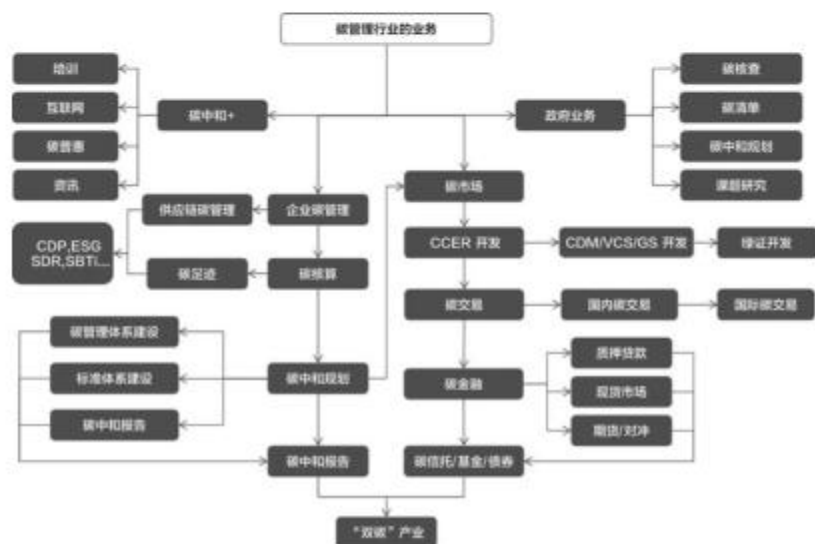 碳管理行业的业务
培训
互联网
碳普惠
资讯
碳中和+
政府业务
碳核查
碳清单
碳中和规划
课题研究
碳市场
供应链碳管理
企业碳管理
CDP,ESG
SDR,SBTi....
碳足迹
碳核算
CCER 开发
CDM/VCS/GS 开发
绿证开发
碳交易
国内碳交易
国际碳交易
碳管理体系建设
标准体系建设
碳中和报告
碳中和规划
碳金融
质押贷款
现货市场
期货/对冲
碳中和报告
碳信托/基金/债券
“双碳”产业